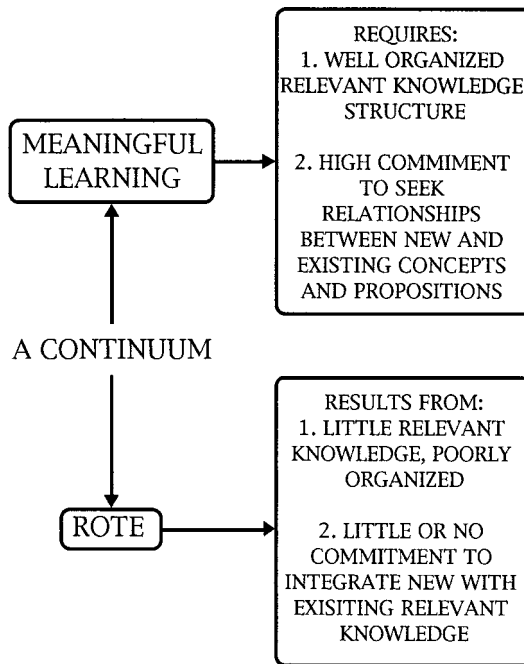 REQUIRES:
1. WELL ORGANIZED
RELEVANT KNOWLEDGE
STRUCTURE
2. HIGH COMMIMENT
TO SEEK
RELATIONSHIPS
BETWEEN NEW AND
EXISTING CONCEPTS
AND PROPOSITIONS
MEANINGFUL
LEARNING
A CONTINUUM
ROTE
RESULTS FROM:
1. LITTLE RELEVANT
KNOWLEDGE, POORLY
ORGANIZED
2. LITTLE OR NO
COMMITMENT TO
INTEGRATE NEW WITH
EXISITING RELEVANT
KNOWLEDGE